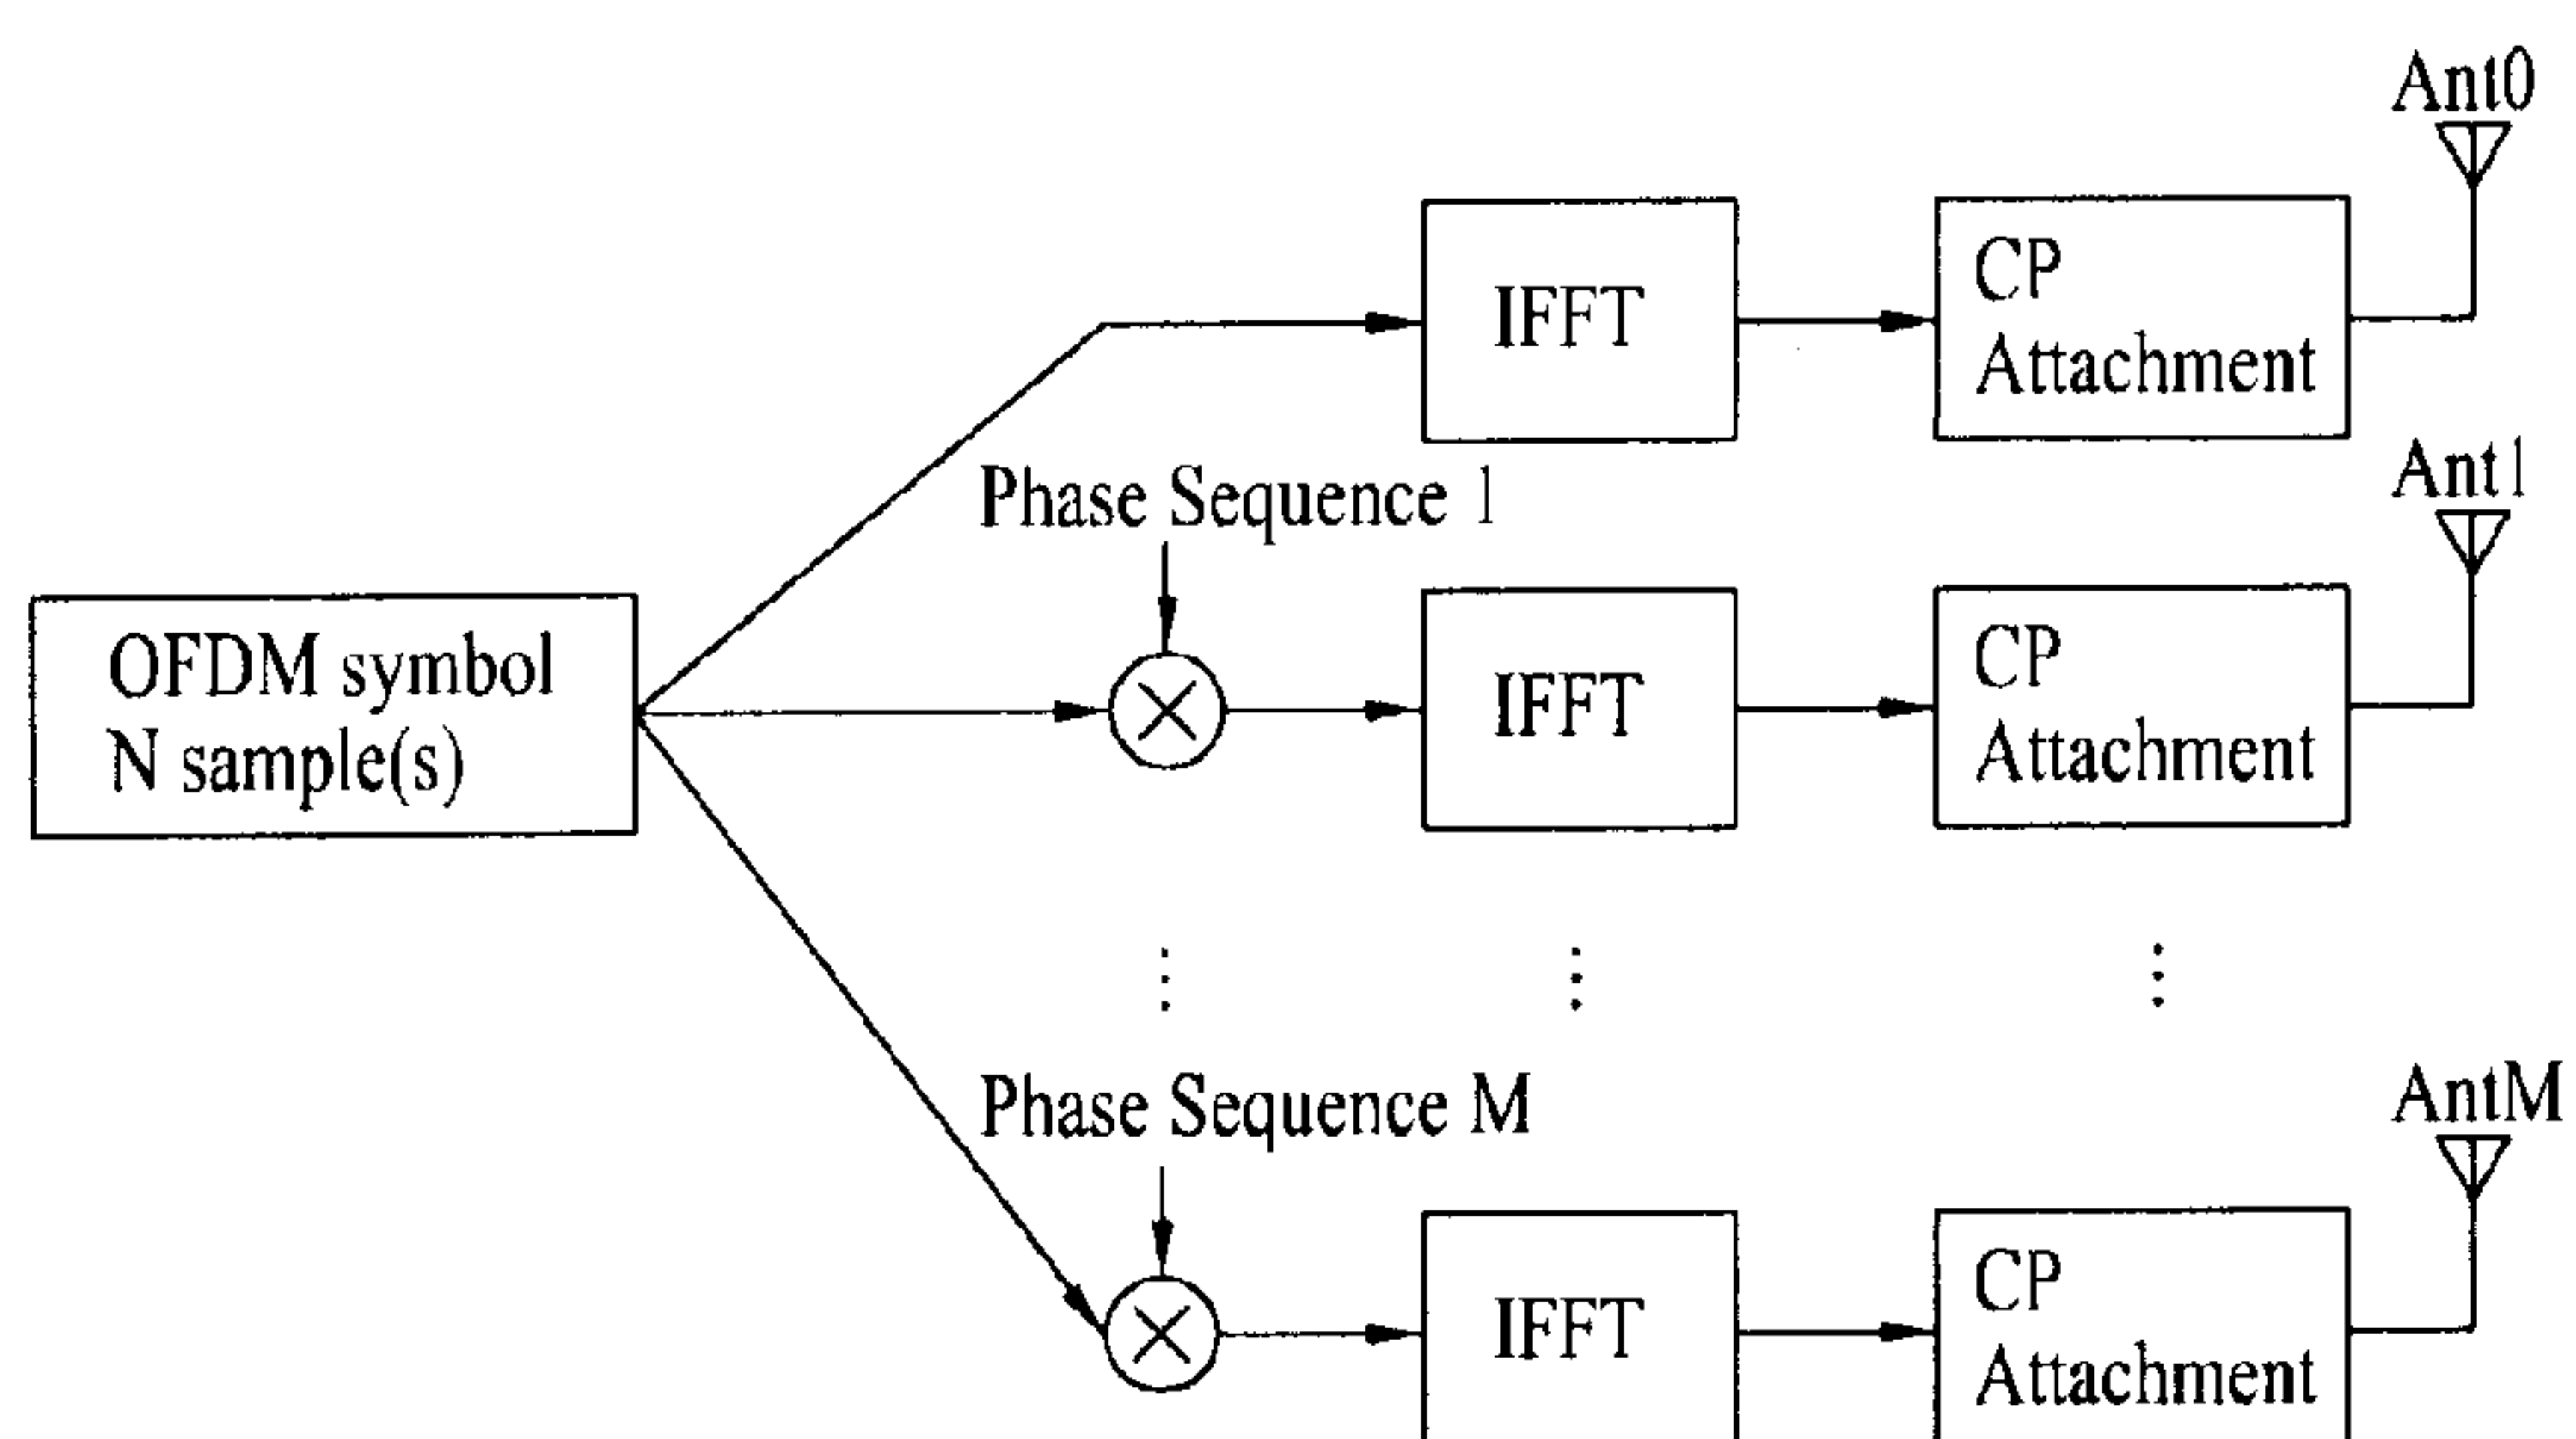 Ant0
IFFT
CP
Attachment
Phase Sequence 1
Ant1
OFDM symbol
N sample(s)
IFFT
CP
Attachment
Phase Sequence M
AntM
IFFT
CP
Attachment